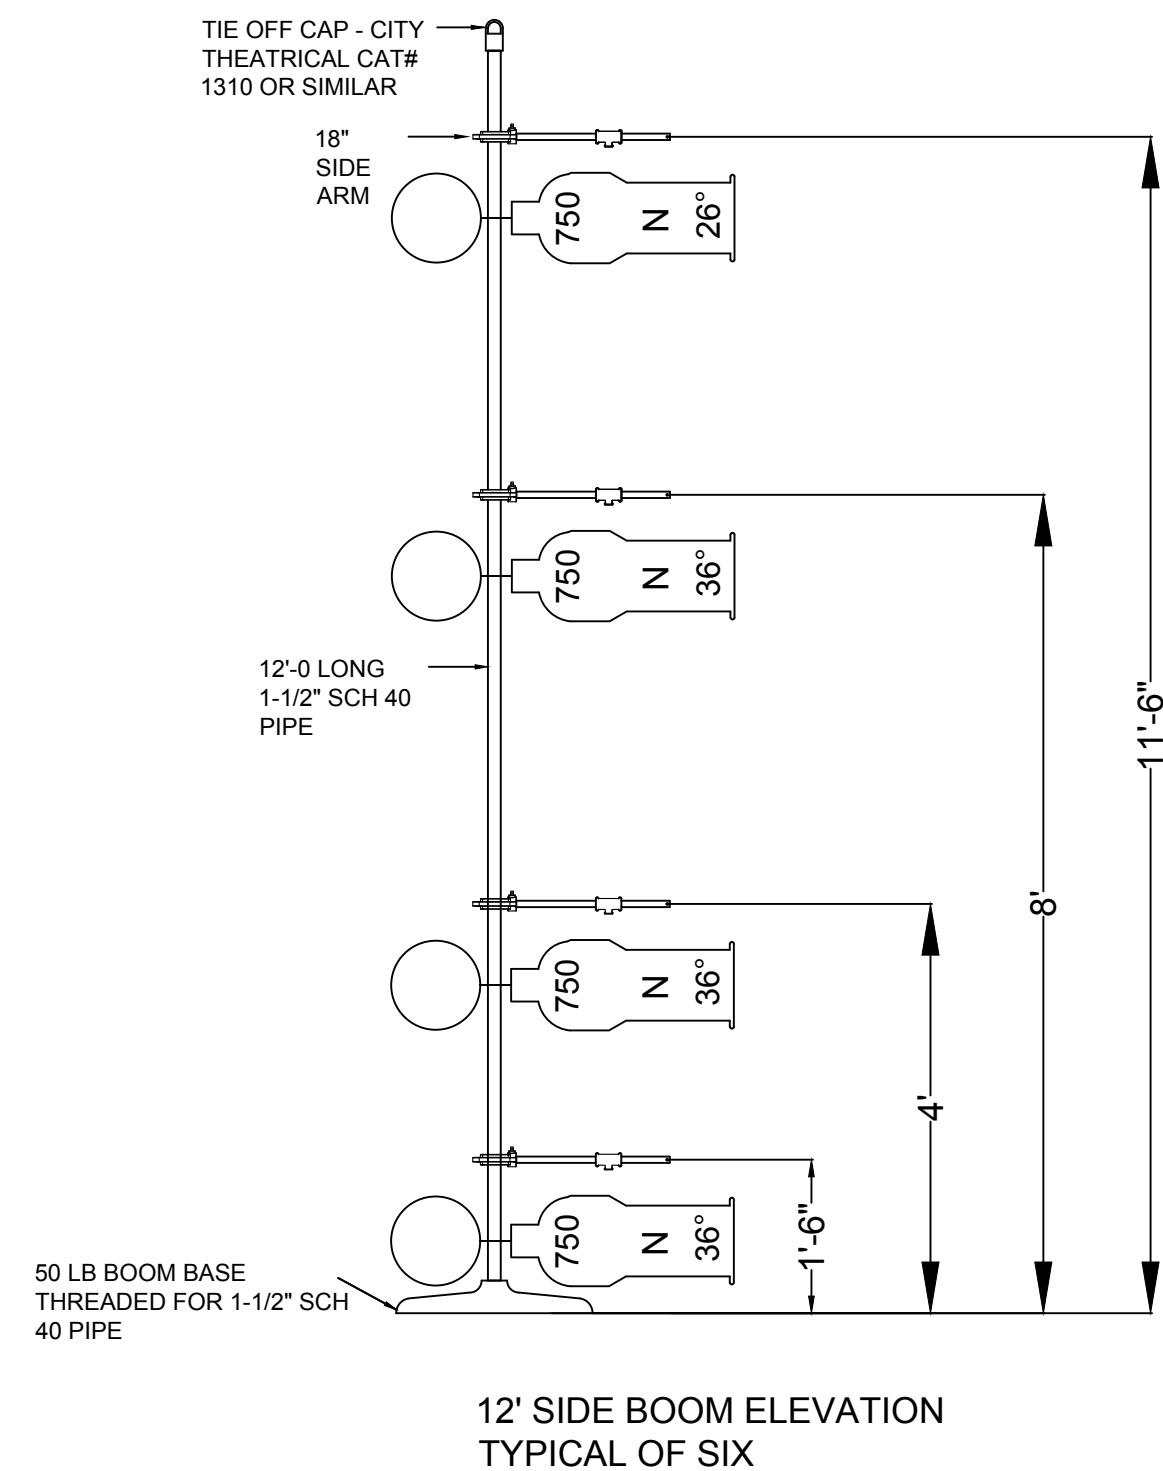 TIE OFF CAP - CITY
THEATRICAL CAT#
1310 OR SIMILAR
18"
SIDE
ARM
750 N 26°
750 N 36°
12'-0 LONG
1-1/2" SCH 40
PIPE
11'-6"
8'
750 N 36°
4'
750 N 36°
1'-6"
50 LB BOOM BASE
THREADED FOR 1-1/2" SCH
40 PIPE
12' SIDE BOOM ELEVATION
TYPICAL OF SIX